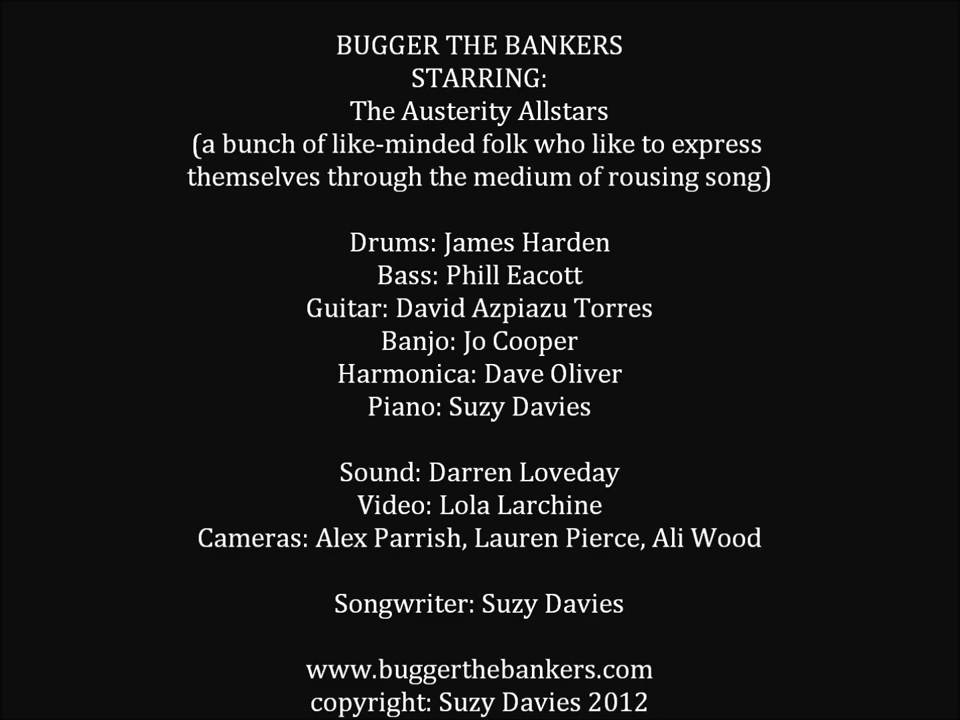 BUGGER THE BANKERS
STARRING:
The Austerity Allstars
(a bunch of like-minded folk who like to express
themselves through the medium of rousing song)
Drums: James Harden
Bass: Phill Eacott
Guitar: David Azpiazu Torres
Banjo: Jo Cooper
Harmonica: Dave Oliver
Piano: Suzy Davies
Sound: Darren Loveday
Video: Lola Larchine
Cameras: Alex Parrish, Lauren Pierce, Ali Wood
Songwriter: Suzy Davies
www.buggerthebankers.com
copyright: Suzy Davies 2012